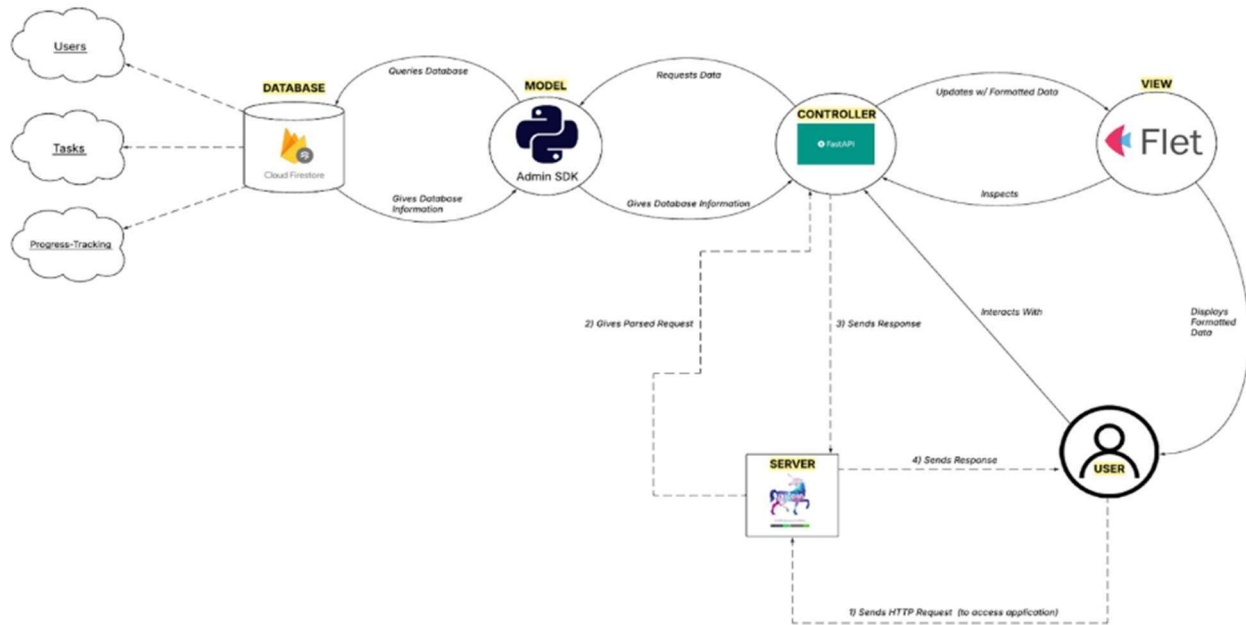 Users
Queries Database
Requests Data
DATABASE
MODEL
VIEW
Updates w/ Formatted Data
CONTROLLER
Tasks
FastAPI
Flet
Cloud Firestore
Admin SDK
Gives Database
Information
Gives Database Information
Inspects
Progress-Tracking
Interacts With
Displays
Formatted
Data
2) Gives Parsed Request
3) Sends Response
SERVER
4) Sends Response
USER
1) Sends HTTP Request (to access application)